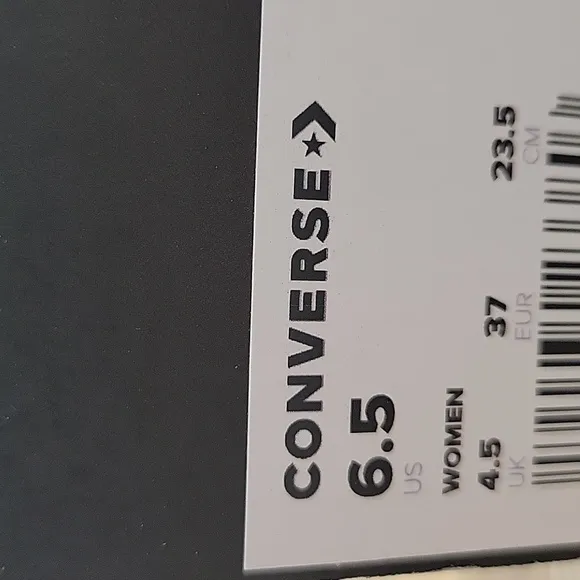 CONVERSE
6.5
US
WOMEN
4.5 37 23.5
UK EUR CM